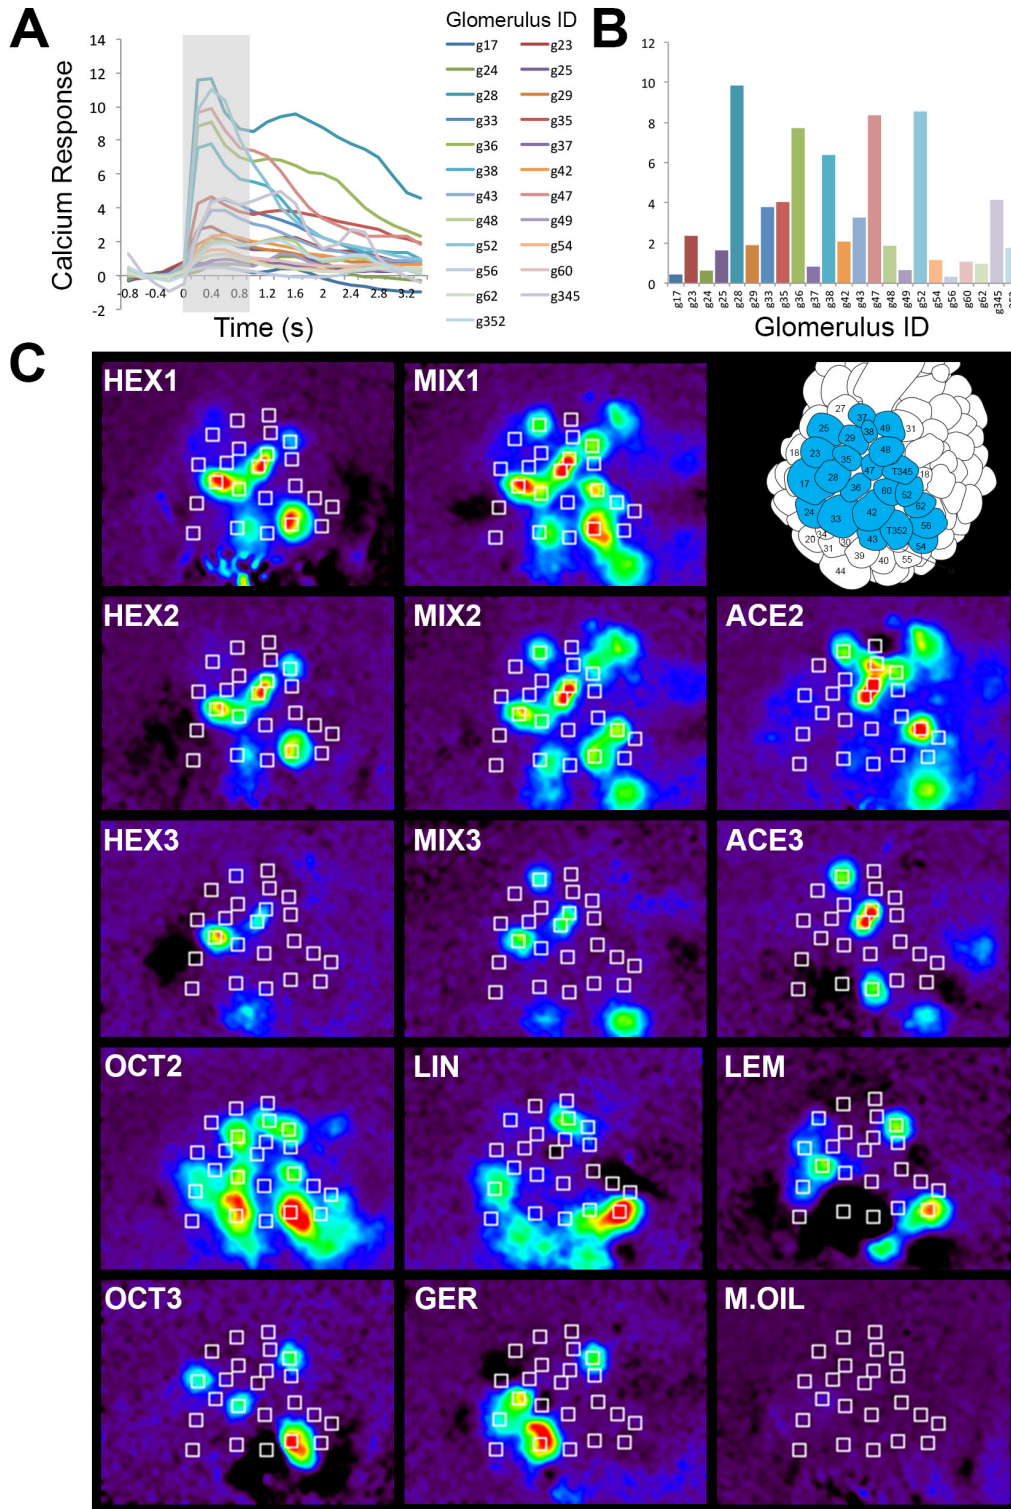 A
Calcium Response
14
12
10
8
6
4
2
0
-2
-0.8 -0.4 0 0.4 0.8 1.2 1.6 2 2.4 2.8 3.2
Time (s)
Glomerulus ID
g17 g23
g24 g25
g28 g29
g33 g35
g36 g37
g38 g42
g43 g47
g48 g49
g52 g54
g56 g60
g62 g345
g352
B
12
10
8
6
4
2
0
g17 g23 g24 g25 g28 g29 g33 g35 g36 g37 g38 g42 g43 g47 g48 g49 g52 g54 g56 g60 g62 g345
Glomerulus ID
C
HEX1 MIX1
27 37
25 29 38 49 31
18 23 35 48
17 28 47 T345 18
36 60 52
24 33 42 62
20 34 30 43 T352 56
31 39 40 55 54
44
HEX2 MIX2 ACE2
HEX3 MIX3 ACE3
OCT2 LIN LEM
OCT3 GER M.OIL